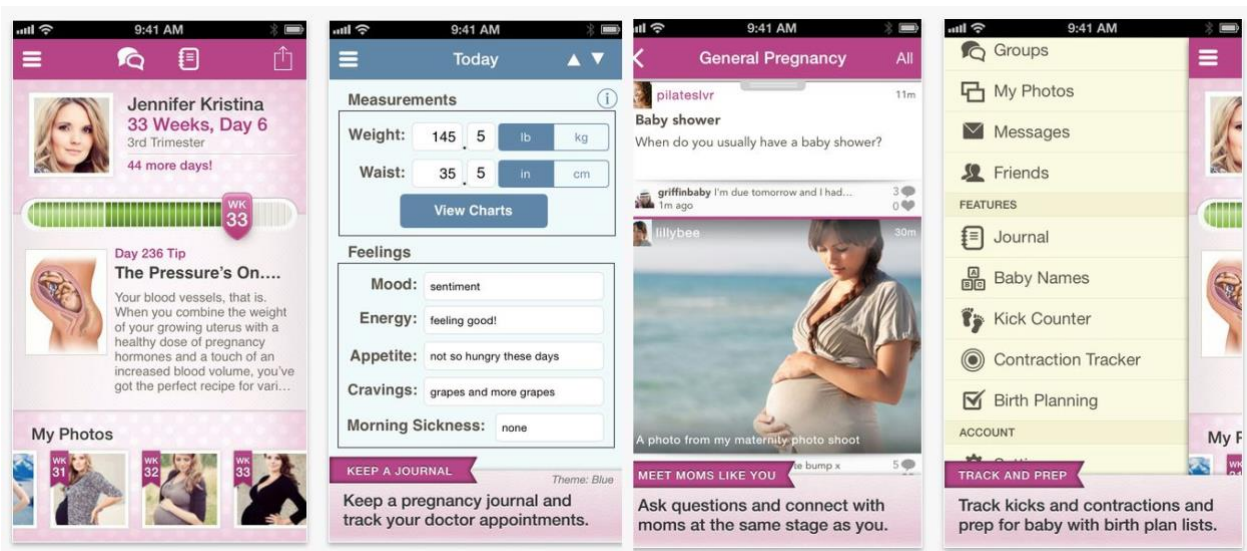 9:41 AM
Jennifer Kristina
33 Weeks, Day 6
3rd Trimester
44 more days!
WK
33
Day 236 Tip
The Pressure's On....
Your blood vessels, that is.
When you combine the weight
of your growing uterus with a
healthy dose of pregnancy
hormones and a touch of an
increased blood volume, you've
got the perfect recipe for vari...
My Photos
WK
31
WK
32
WK
33
9:41 AM
Today
Measurements
Weight: 145 . 5 lb kg
Waist: 35 . 5 in cm
View Charts
Feelings
Mood: sentiment
Energy: feeling good!
Appetite: not so hungry these days
Cravings: grapes and more grapes
Morning Sickness: none
KEEP A JOURNAL
Theme: Blue
Keep a pregnancy journal and
track your doctor appointments.
9:41 AM
General Pregnancy All
pilateslvr 11m
Baby shower
When do you usually have a baby shower?
griffinbaby I'm due tomorrow and I had... 3
1m ago 0
lillybee 30m
A photo from my maternity photo shoot
te bump x 5
MEET MOMS LIKE YOU
Ask questions and connect with
moms at the same stage as you.
9:41 AM
Groups
My Photos
Messages
Friends
FEATURES
Journal
A B C
Baby Names
Kick Counter
Contraction Tracker
Birth Planning
ACCOUNT
My P
WK
TRACK AND PREP
Track kicks and contractions and
prep for baby with birth plan lists.